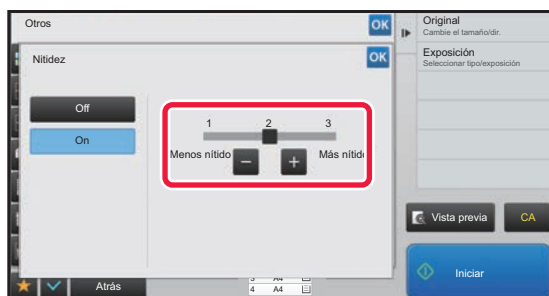 Otros
OK
Original
Cambie el tamaño/dir.
Nitidez
OK
Exposición
Seleccionar tipo/exposición
Off
On
1 2 3
Menos nítido
Más nítido
Vista previa
CA
Atrás
3 A4
4 A4
Iniciar